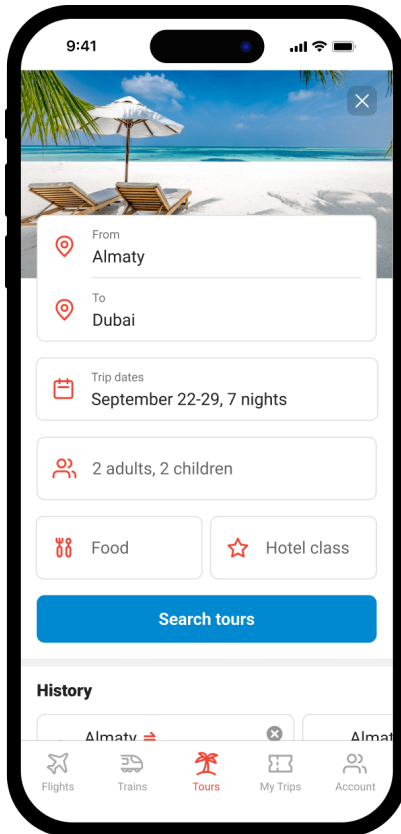 9:41
From
Almaty
To
Dubai
Trip dates
September 22-29, 7 nights
2 adults, 2 children
Food
Hotel class
Search tours
History
Almaty
Flights
Trains
Tours
My Trips
Account